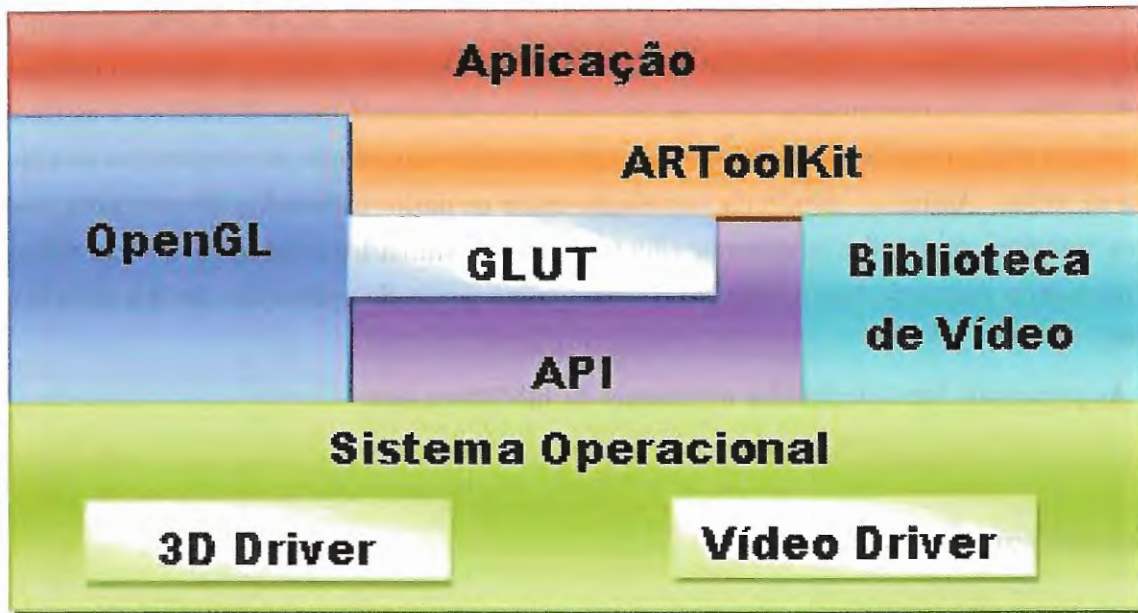 Aplicação
ARToolKit
OpenGL
GLUT
Biblioteca
de Vídeo
API
Sistema Operacional
3D Driver
Vídeo Driver